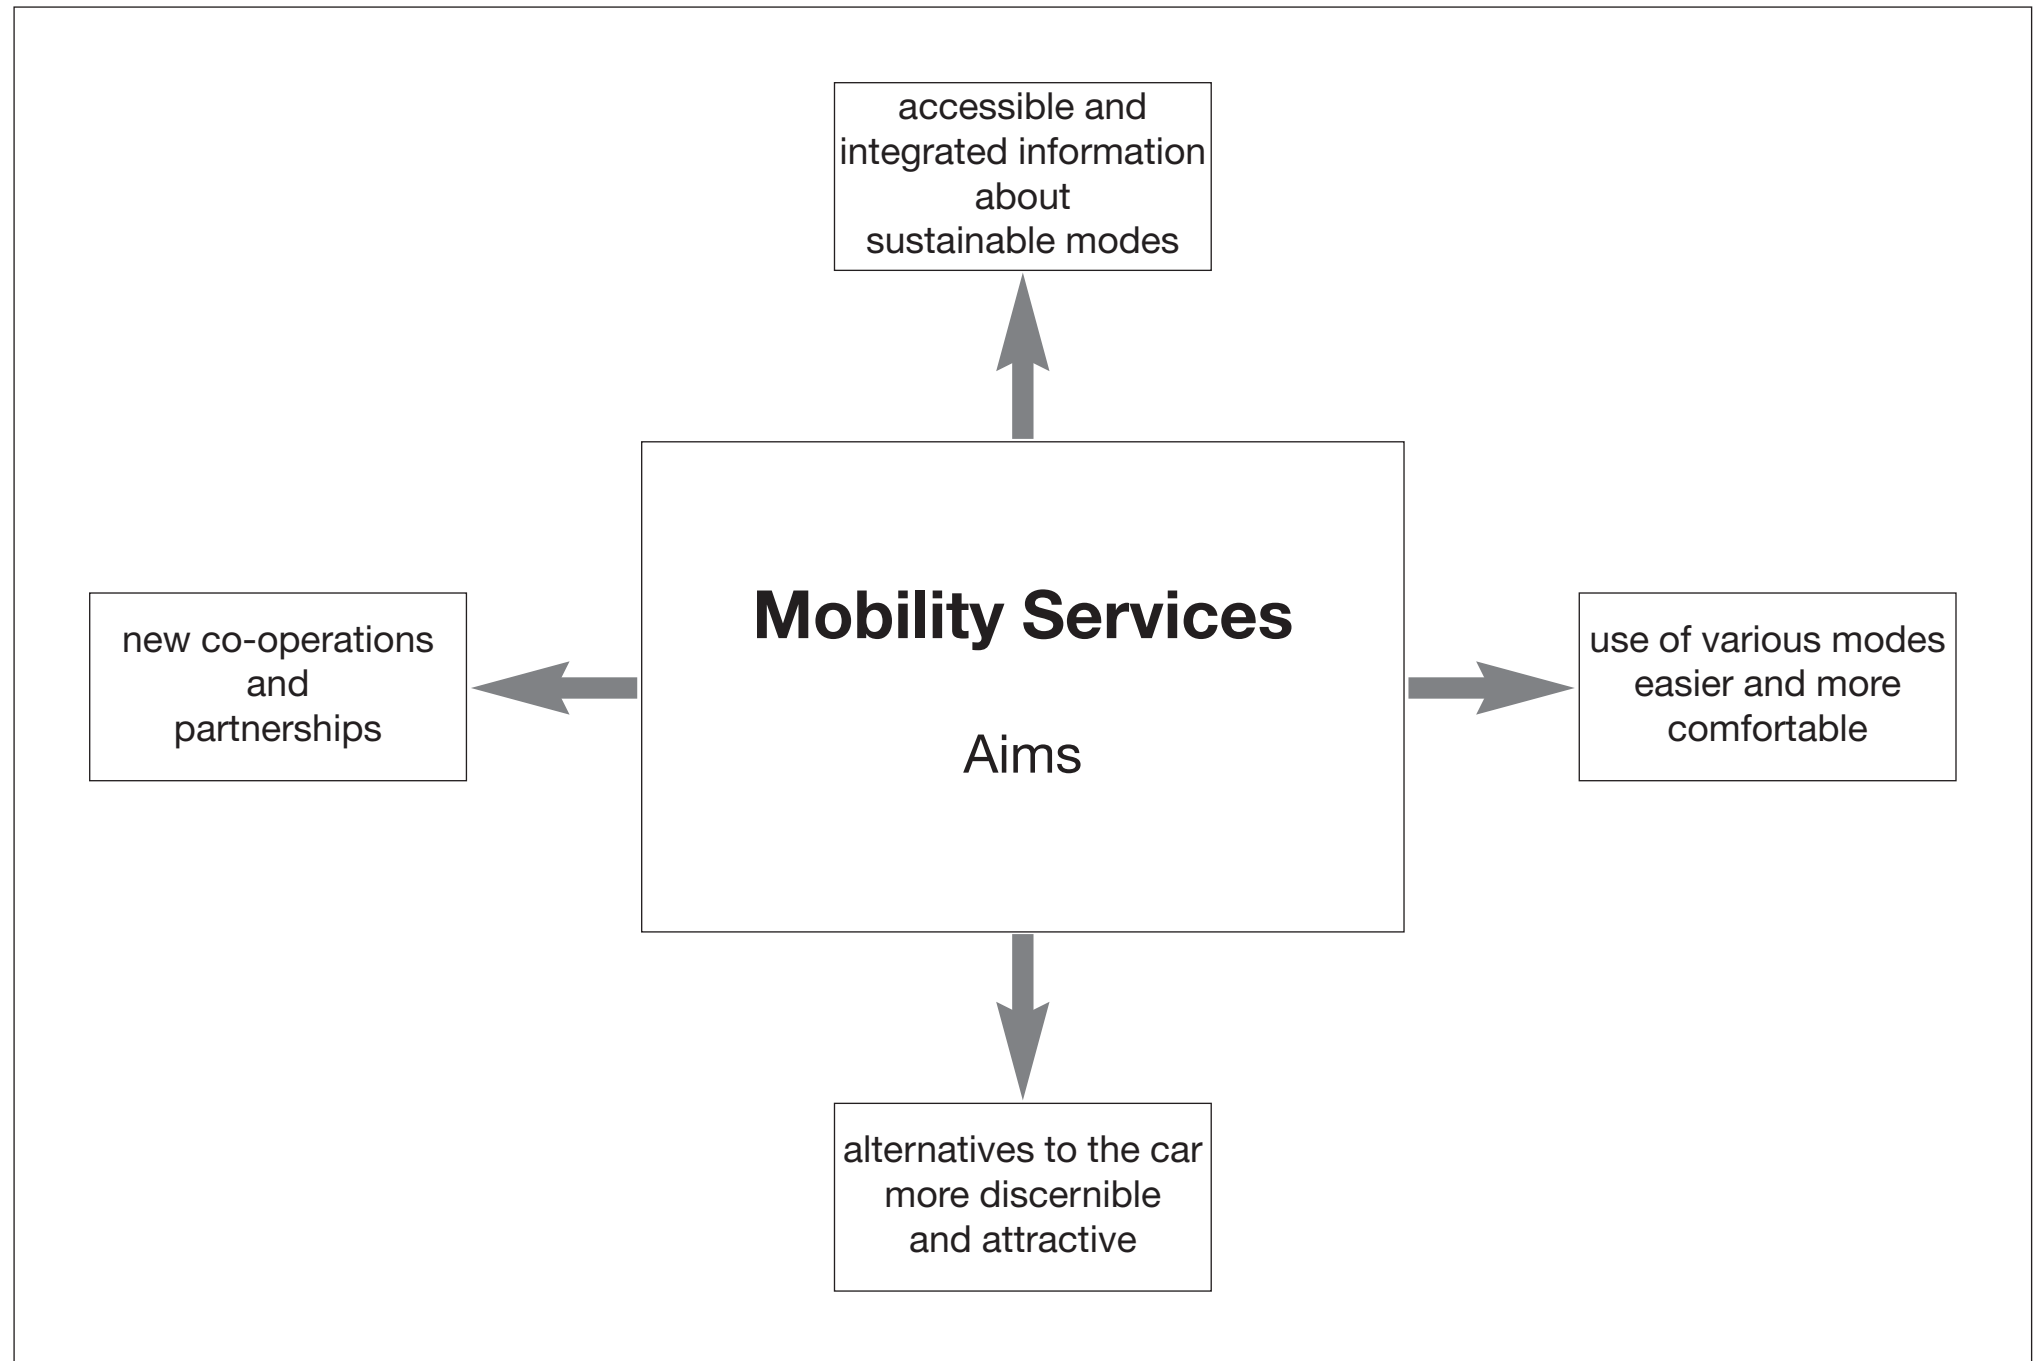 accessible and
integrated information
about
sustainable modes
Mobility Services
Aims
new co-operations
and
partnerships
use of various modes
easier and more
comfortable
alternatives to the car
more discernible
and attractive